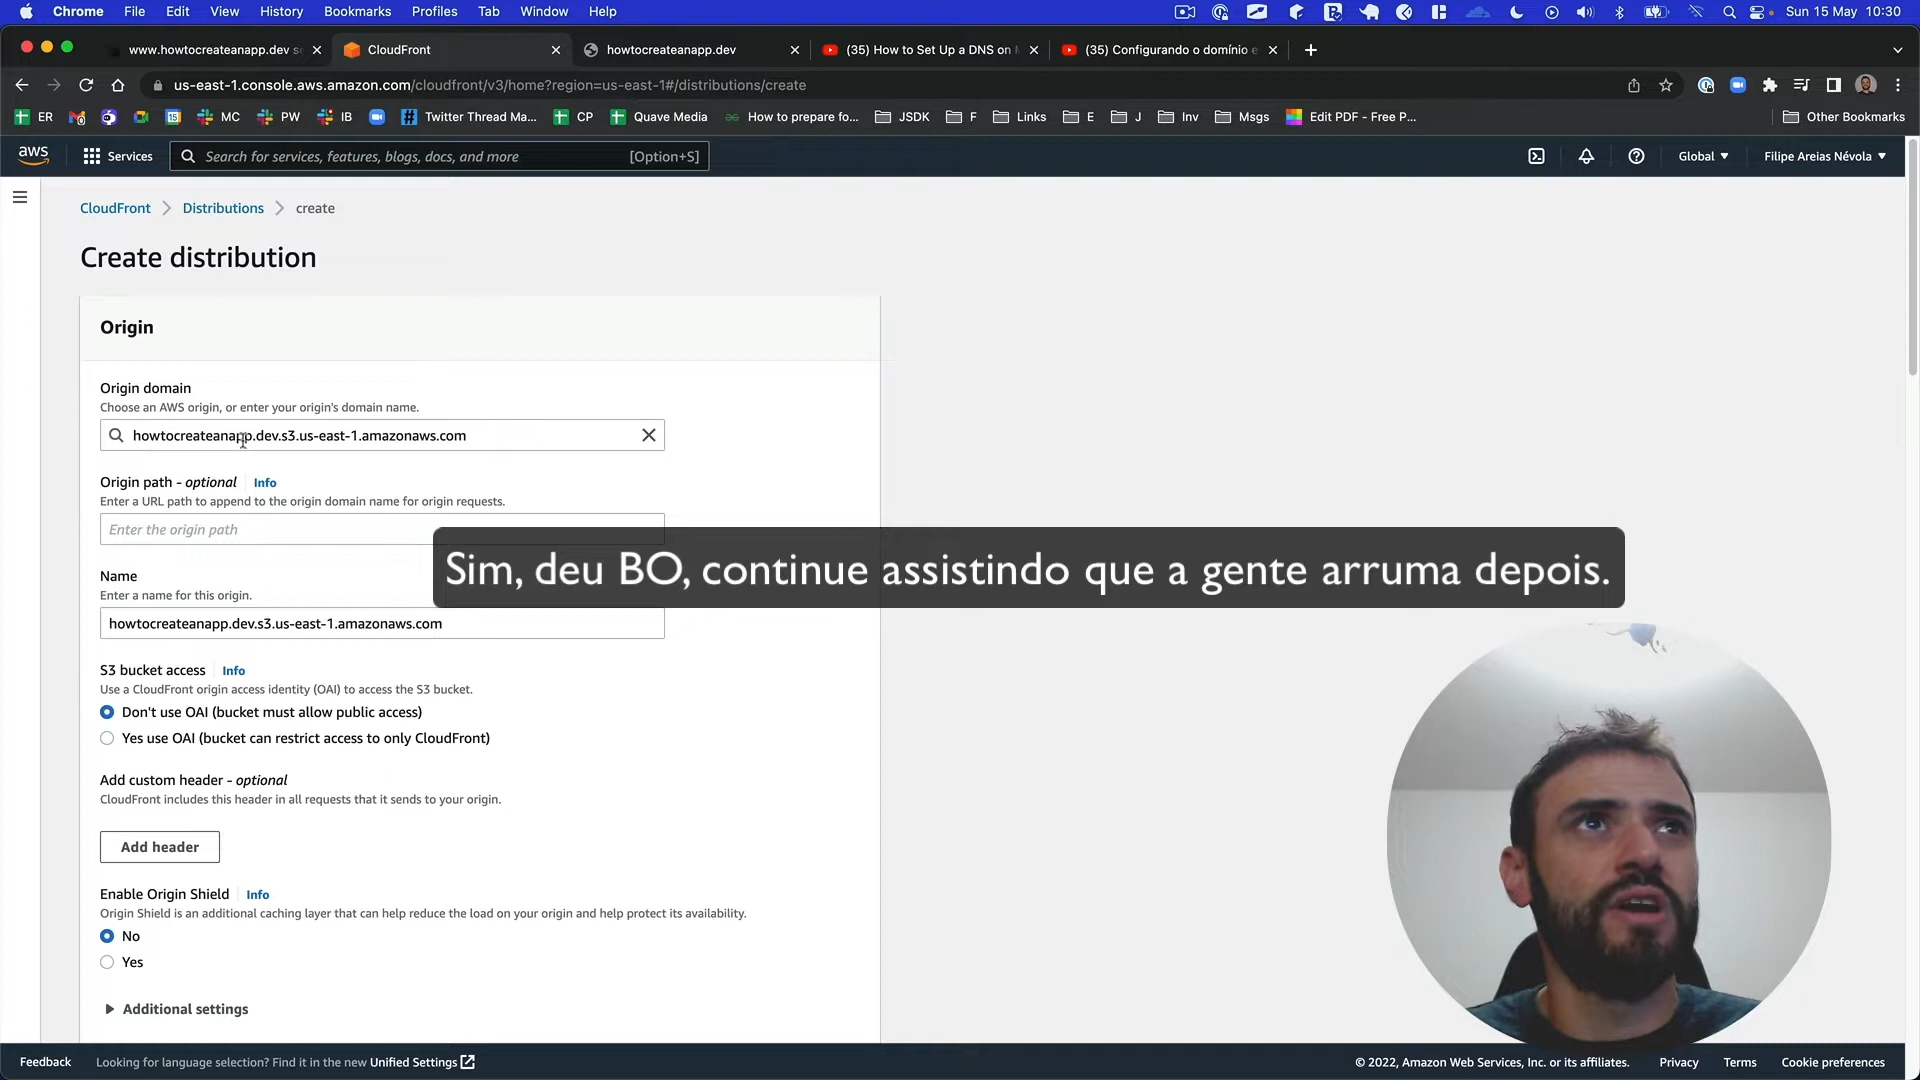 Chrome File Edit View History Bookmarks Profiles Tab Window Help Sun 15 May 10:30
www.howtocreateanapp.dev s CloudFront howtocreateanapp.dev (35) How to Set Up a DNS on (35) Configurando o domínio e
us-east-1.console.aws.amazon.com/cloudfront/v3/home?region=us-east-1#/distributions/create
ER 15 MC PW IB Twitter Thread Ma... CP Quave Media How to prepare fo... JSDK F Links E J Inv Msgs Edit PDF - Free P... Other Bookmarks
aws Services Search for services, features, blogs, docs, and more [Option+S] Global Filipe Areias Névola
CloudFront Distributions create
Create distribution
Origin
Origin domain
Choose an AWS origin, or enter your origin's domain name.
howtocreateanapp.dev.s3.us-east-1.amazonaws.com
Origin path - optional Info
Enter a URL path to append to the origin domain name for origin requests.
Enter the origin path
Sim, deu BO, continue assistindo que a gente arruma depois.
Name
Enter a name for this origin.
howtocreateanapp.dev.s3.us-east-1.amazonaws.com
S3 bucket access Info
Use a CloudFront origin access identity (OAI) to access the S3 bucket.
Don't use OAI (bucket must allow public access)
Yes use OAI (bucket can restrict access to only CloudFront)
Add custom header - optional
CloudFront includes this header in all requests that it sends to your origin.
Add header
Enable Origin Shield Info
Origin Shield is an additional caching layer that can help reduce the load on your origin and help protect its availability.
No
Yes
Additional settings
Feedback Looking for language selection? Find it in the new Unified Settings © 2022, Amazon Web Services, Inc. or its affiliates. Privacy Terms Cookie preferences